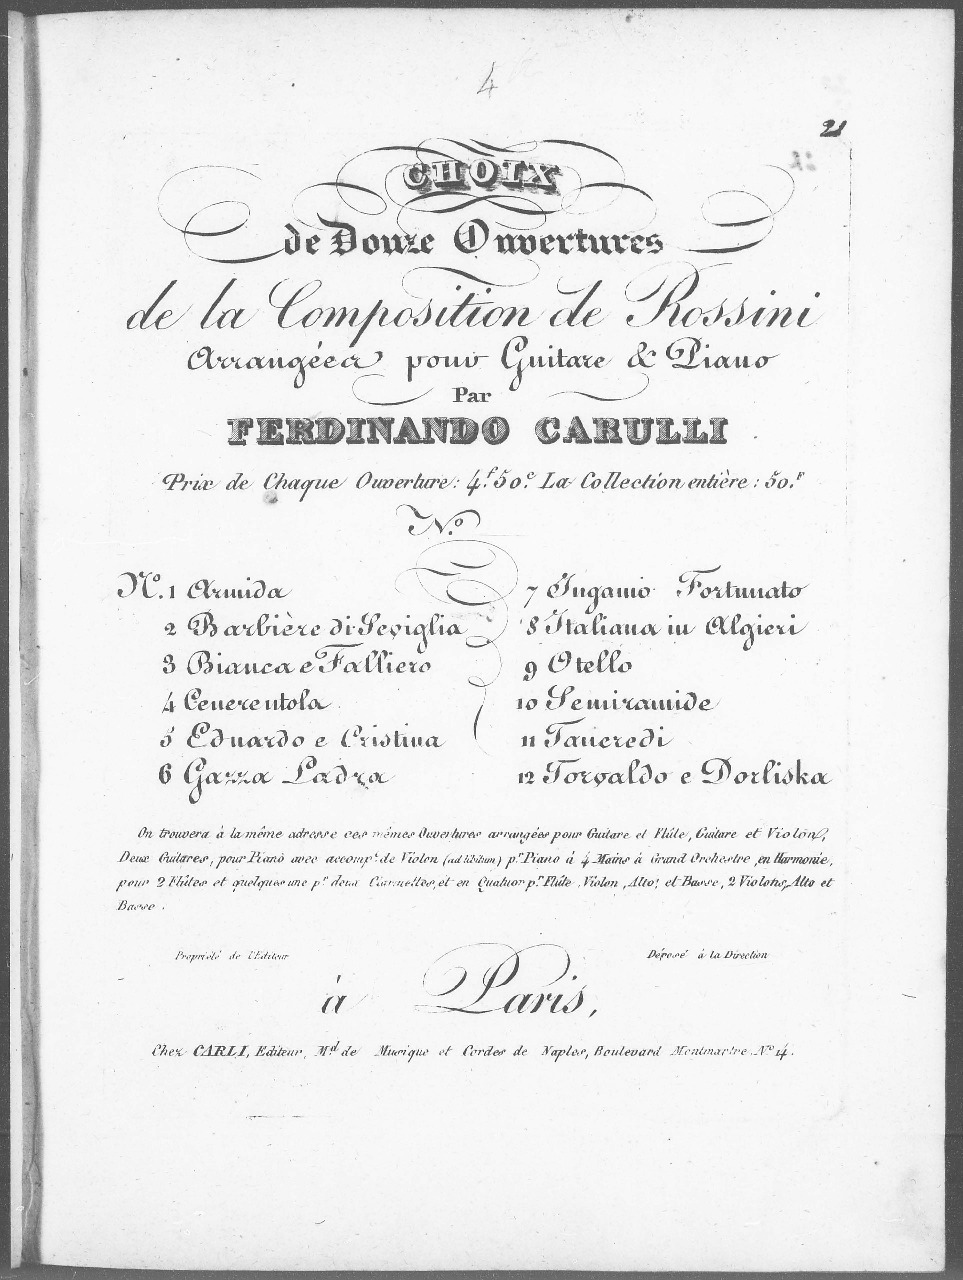 4
21
CHOIX
de Douze Ouvertures
de la Composition de Rossini
Arrangées pour Guitare & Piano
Par
FERDINANDO CARULLI
Prix de Chaque Ouverture: 4.f 50.c La Collection entière: 50.f
N.o
N.o 1 Armida
2 Barbière di Seviglia
3 Bianca e Falliero
4 Cenerentola
5 Eduardo e Cristina
6 Gazza Ladra
7 Inganno Fortunato
8 Italiana in Algieri
9 Otello
10 Semiramide
11 Tancredi
12 Torvaldo e Dorliska
On trouvera à la même adresse ces mêmes Ouvertures arrangées pour Guitare et Flûte, Guitare et Violon,
Deux Guitares, pour Piano avec accompt. de Violon (ad libitum) pr. Piano à 4 Mains à Grand Orchestre, en Harmonie,
pour 2 Flûtes et quelques une pr. deux Clarinettes, et en Quatuor pr. Flûte, Violon, Alto, et Basse, 2 Violons, Alto et
Basse.
Propriété de l'Editeur
Déposé à la Direction
à Paris,
Chez CARLI, Editeur, Md. de Musique et Cordes de Naples, Boulevard Montmartre N.o 14.